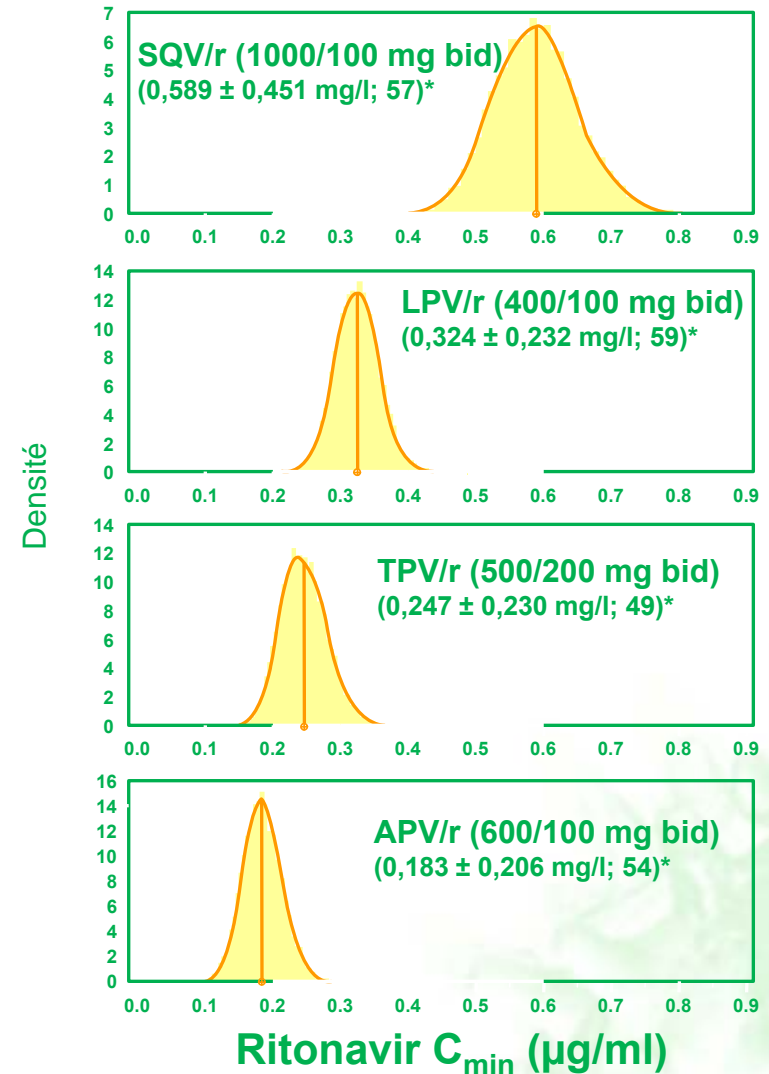 Densité
7
6
5
4
3
2
1
0
SQV/r (1000/100 mg bid)
(0,589 ± 0,451 mg/l; 57)*
0.0 0.1 0.2 0.3 0.4 0.5 0.6 0.7 0.8 0.9
14
12
10
8
6
4
2
0
LPV/r (400/100 mg bid)
(0,324 ± 0,232 mg/l; 59)*
0.0 0.1 0.2 0.3 0.4 0.5 0.6 0.7 0.8 0.9
14
12
10
8
6
4
2
0
TPV/r (500/200 mg bid)
(0,247 ± 0,230 mg/l; 49)*
0.0 0.1 0.2 0.3 0.4 0.5 0.6 0.7 0.8 0.9
16
14
12
10
8
6
4
2
0
APV/r (600/100 mg bid)
(0,183 ± 0,206 mg/l; 54)*
0.0 0.1 0.2 0.3 0.4 0.5 0.6 0.7 0.8 0.9
Ritonavir Cmin (µg/ml)